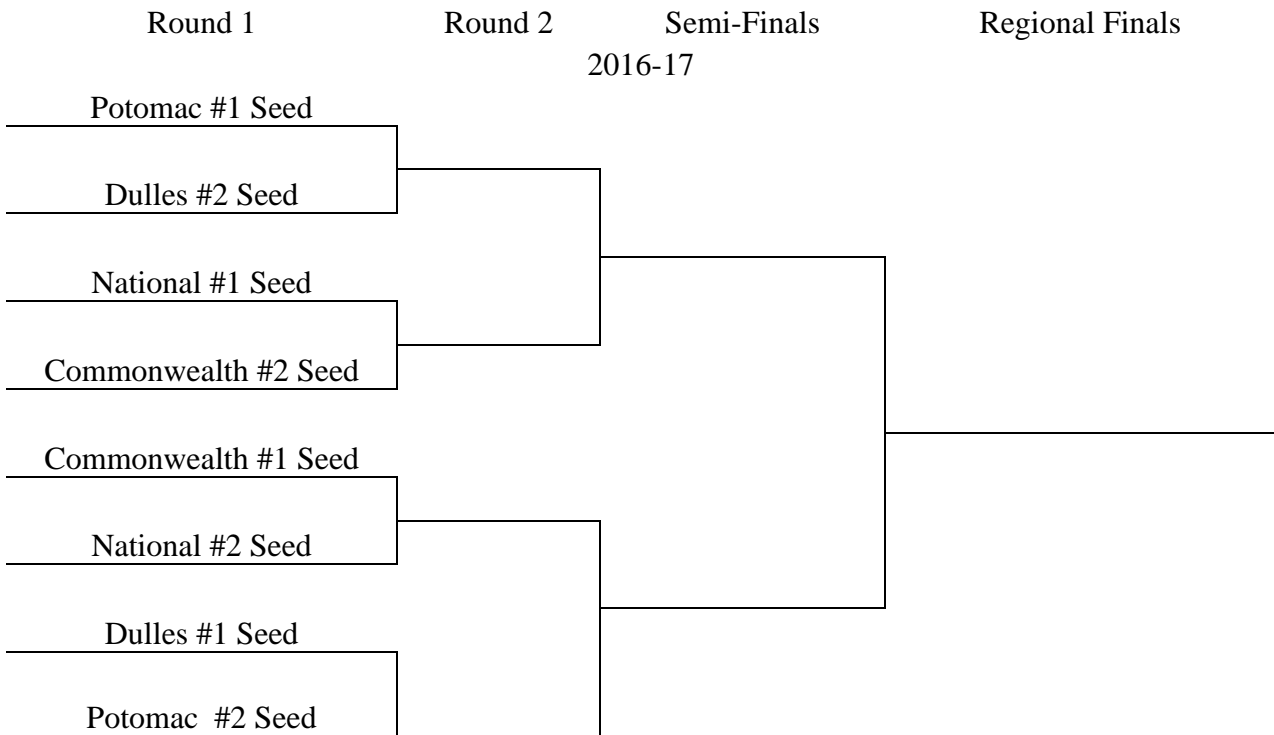 Round 1 Round 2 Semi-Finals Regional Finals
2016-17
Potomac #1 Seed
Dulles #2 Seed
National #1 Seed
Commonwealth #2 Seed
Commonwealth #1 Seed
National #2 Seed
Dulles #1 Seed
Potomac  #2 Seed